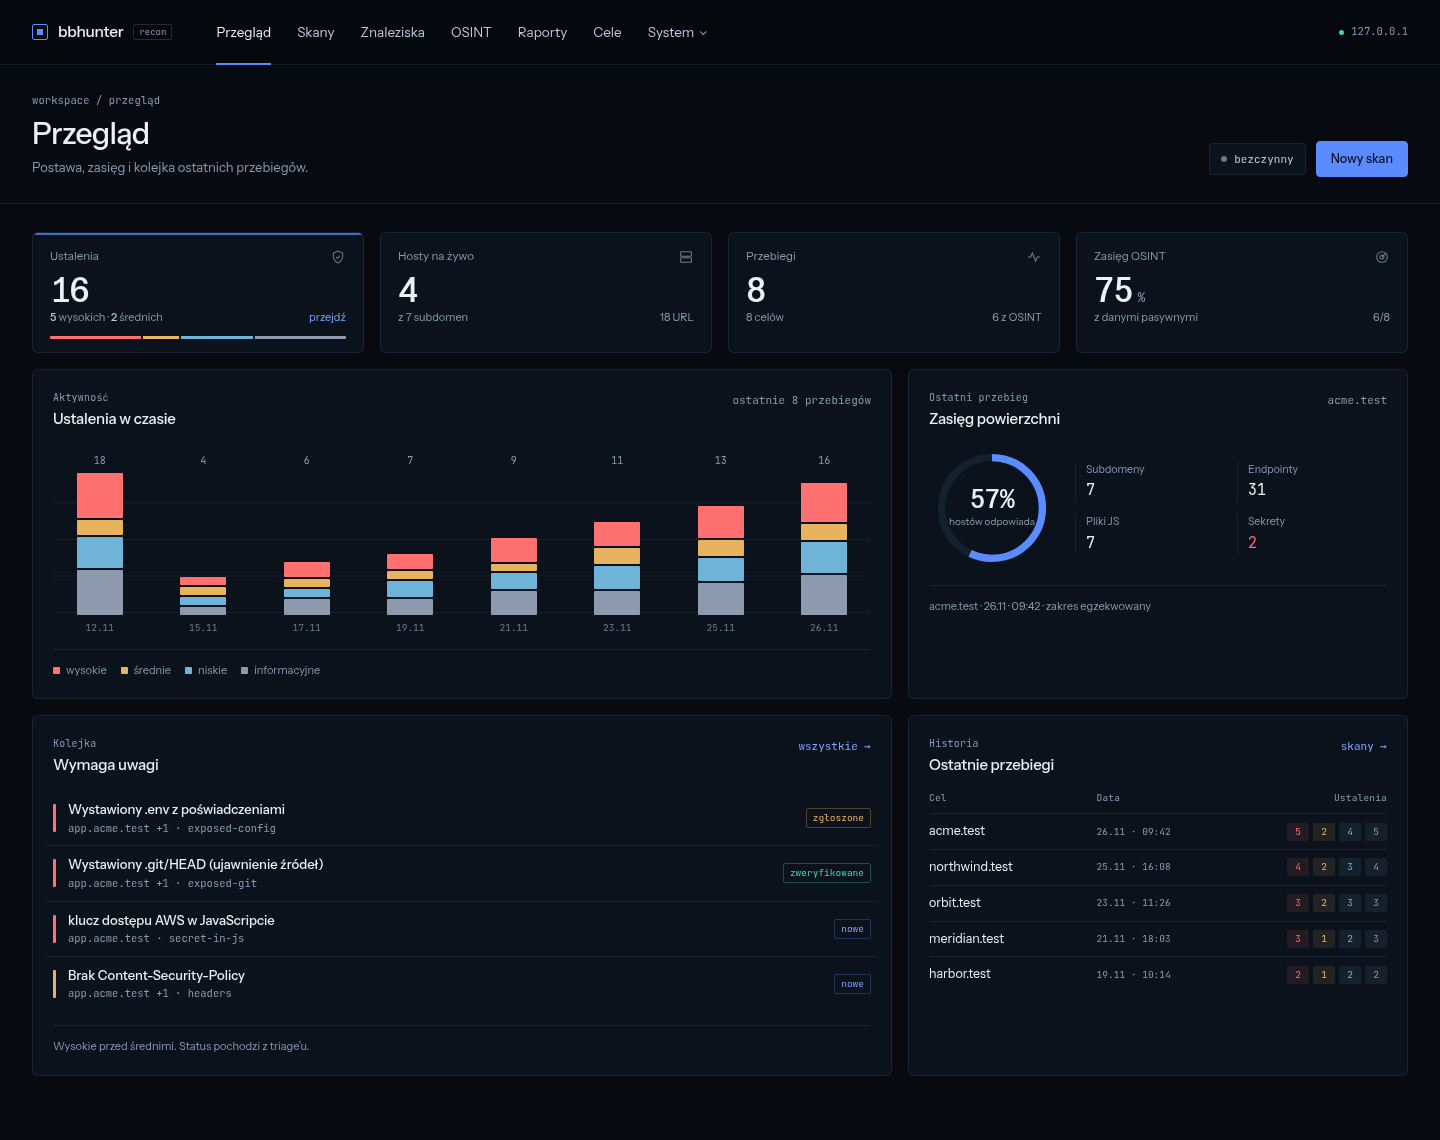 bbhunter recon Przegląd Skany Znaleziska OSINT Raporty Cele System 127.0.0.1
workspace / przegląd
Przegląd
Postawa, zasięg i kolejka ostatnich przebiegów.
bezczynny Nowy skan
Ustalenia
16
5 wysokich · 2 średnich przejdź
Hosty na żywo
4
z 7 subdomen 18 URL
Przebiegi
8
8 celów 6 z OSINT
Zasięg OSINT
75 %
z danymi pasywnymi 6/8
Aktywność
Ustalenia w czasie
ostatnie 8 przebiegów
18 4 6 7 9 11 13 16
12.11 15.11 17.11 19.11 21.11 23.11 25.11 26.11
wysokie średnie niskie informacyjne
Ostatni przebieg
Zasięg powierzchni
acme.test
57%
hostów odpowiada
Subdomeny
7
Endpointy
31
Pliki JS
7
Sekrety
2
acme.test · 26.11 · 09:42 · zakres egzekwowany
Kolejka
Wymaga uwagi
wszystkie →
Wystawiony .env z poświadczeniami
app.acme.test +1 · exposed-config
zgłoszone
Wystawiony .git/HEAD (ujawnienie źródeł)
app.acme.test +1 · exposed-git
zweryfikowane
klucz dostępu AWS w JavaScripcie
app.acme.test · secret-in-js
nowe
Brak Content-Security-Policy
app.acme.test +1 · headers
nowe
Wysokie przed średnimi. Status pochodzi z triage'u.
Historia
Ostatnie przebiegi
skany →
Cel Data Ustalenia
acme.test 26.11 · 09:42 5 2 4 5
northwind.test 25.11 · 16:08 4 2 3 4
orbit.test 23.11 · 11:26 3 2 3 3
meridian.test 21.11 · 18:03 3 1 2 3
harbor.test 19.11 · 10:14 2 1 2 2